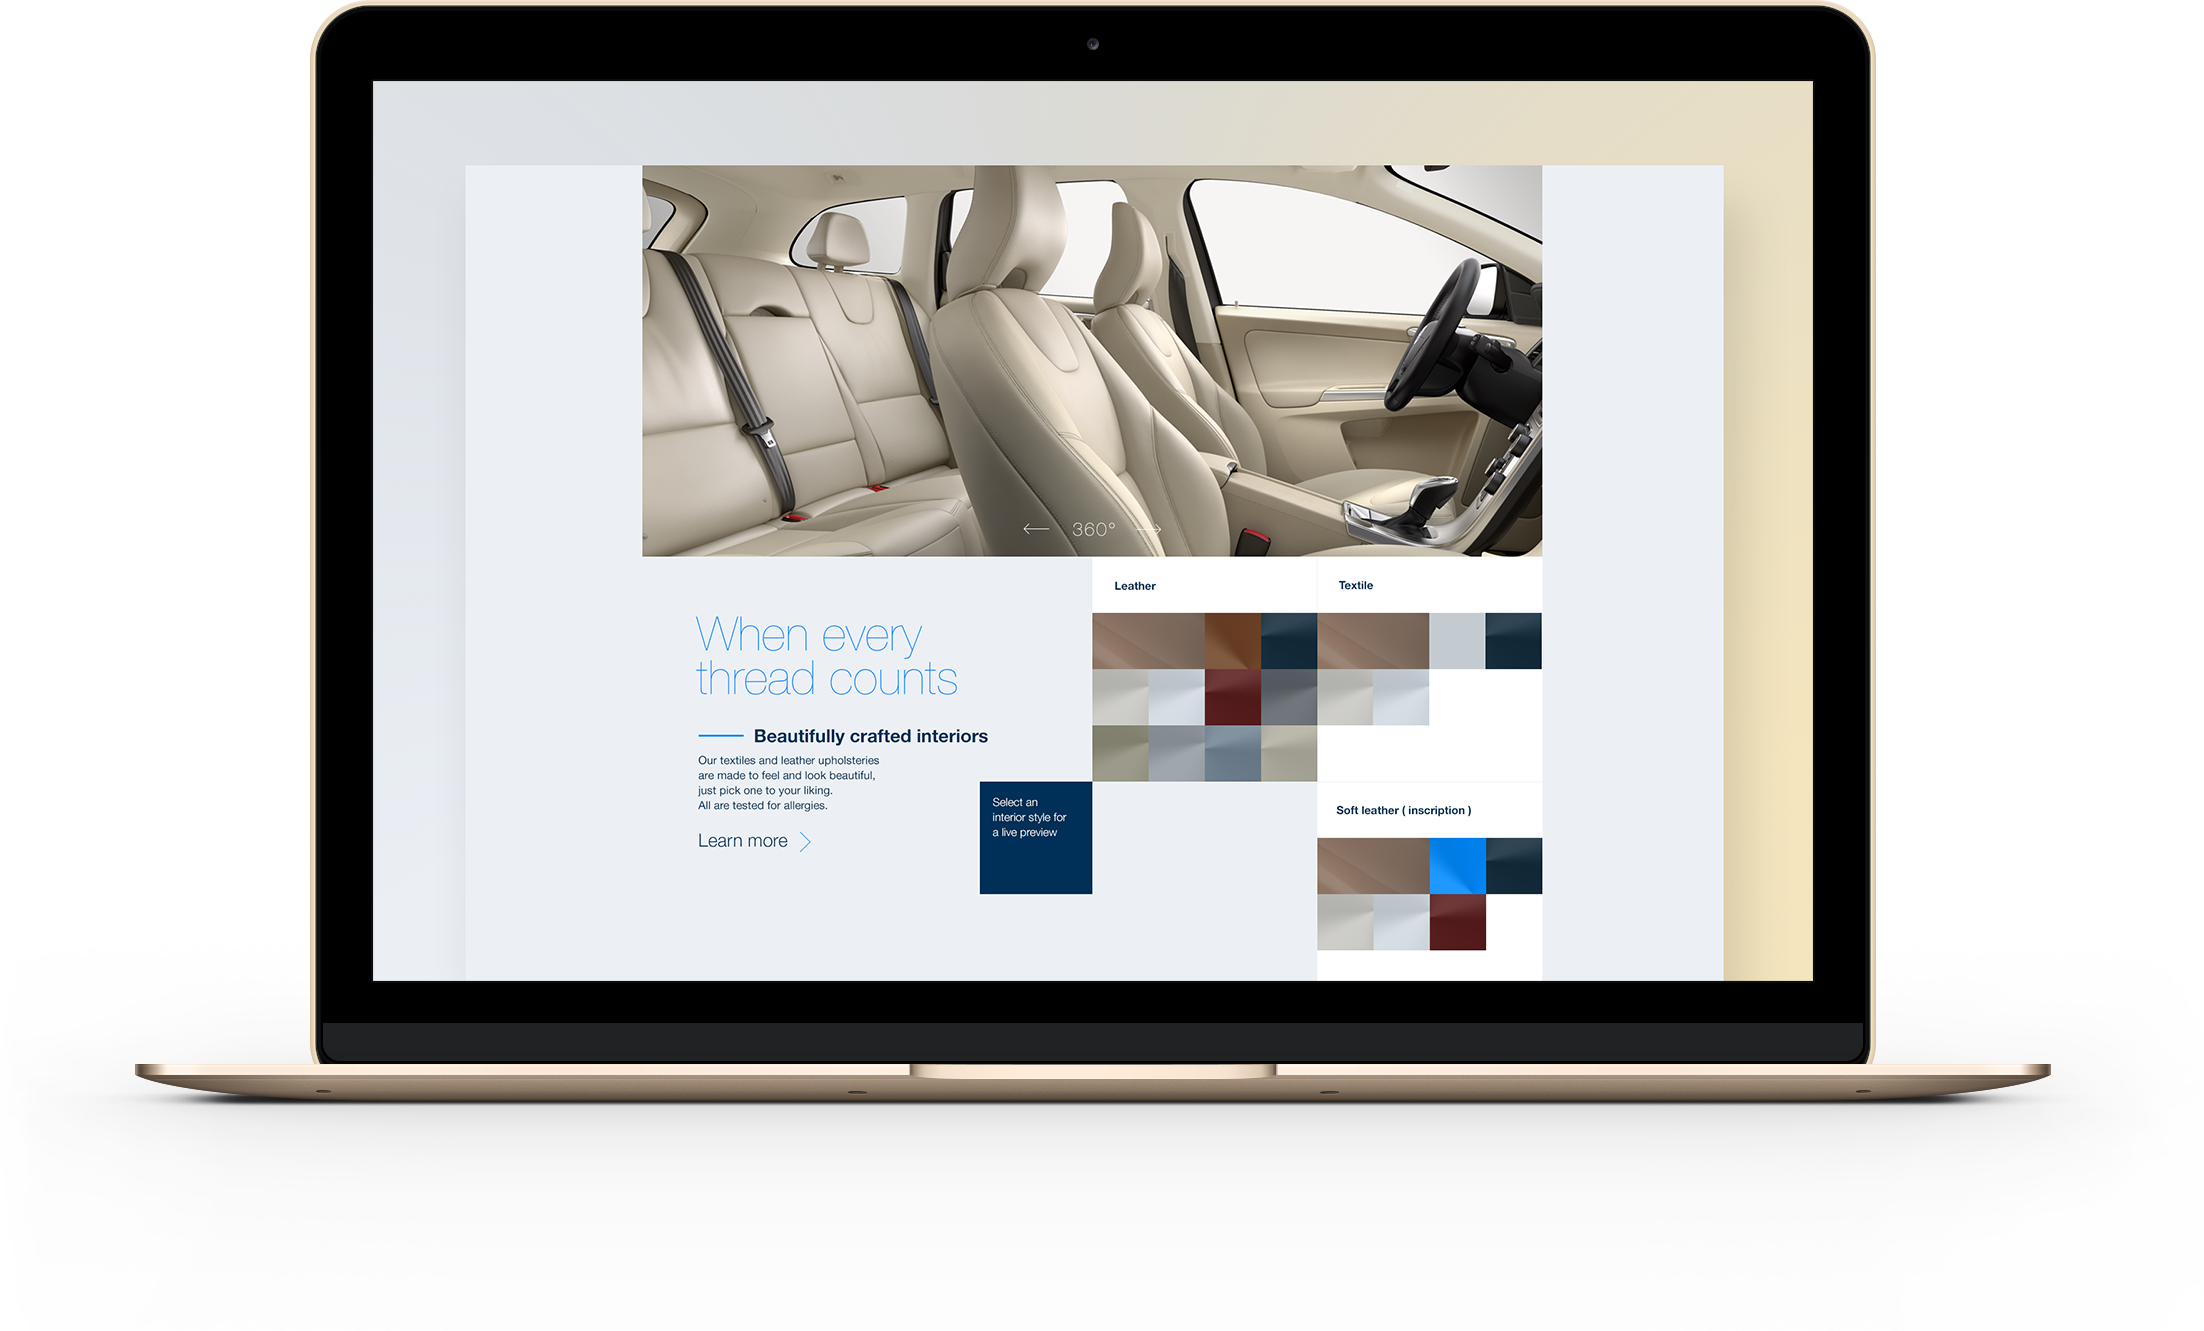 360°
Leather
Textile
When every
thread counts
Beautifully crafted interiors
Our textiles and leather upholsteries
are made to feel and look beautiful,
just pick one to your liking.
All are tested for allergies.
Learn more
Select an
interior style for
a live preview
Soft leather ( inscription )